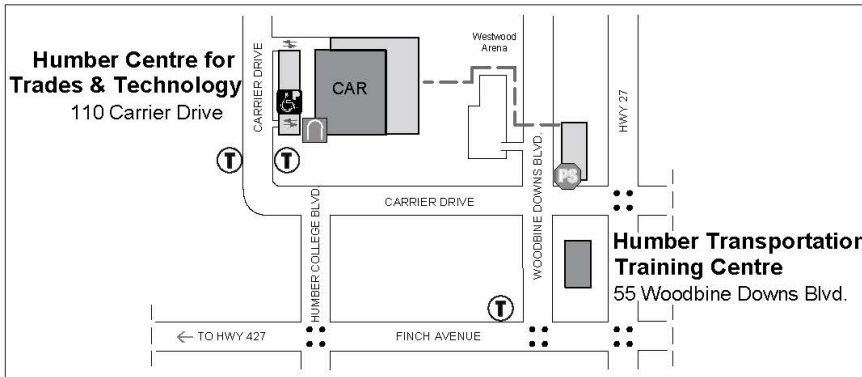 Humber Centre for
Trades & Technology
110 Carrier Drive
CARRIER DRIVE
CAR
Westwood
Arena
HWY 27
PS
T
T
HUMBER COLLEGE BLVD.
CARRIER DRIVE
WOODBINE DOWNS BLVD.
Humber Transportation
Training Centre
55 Woodbine Downs Blvd.
T
← TO HWY 427
FINCH AVENUE